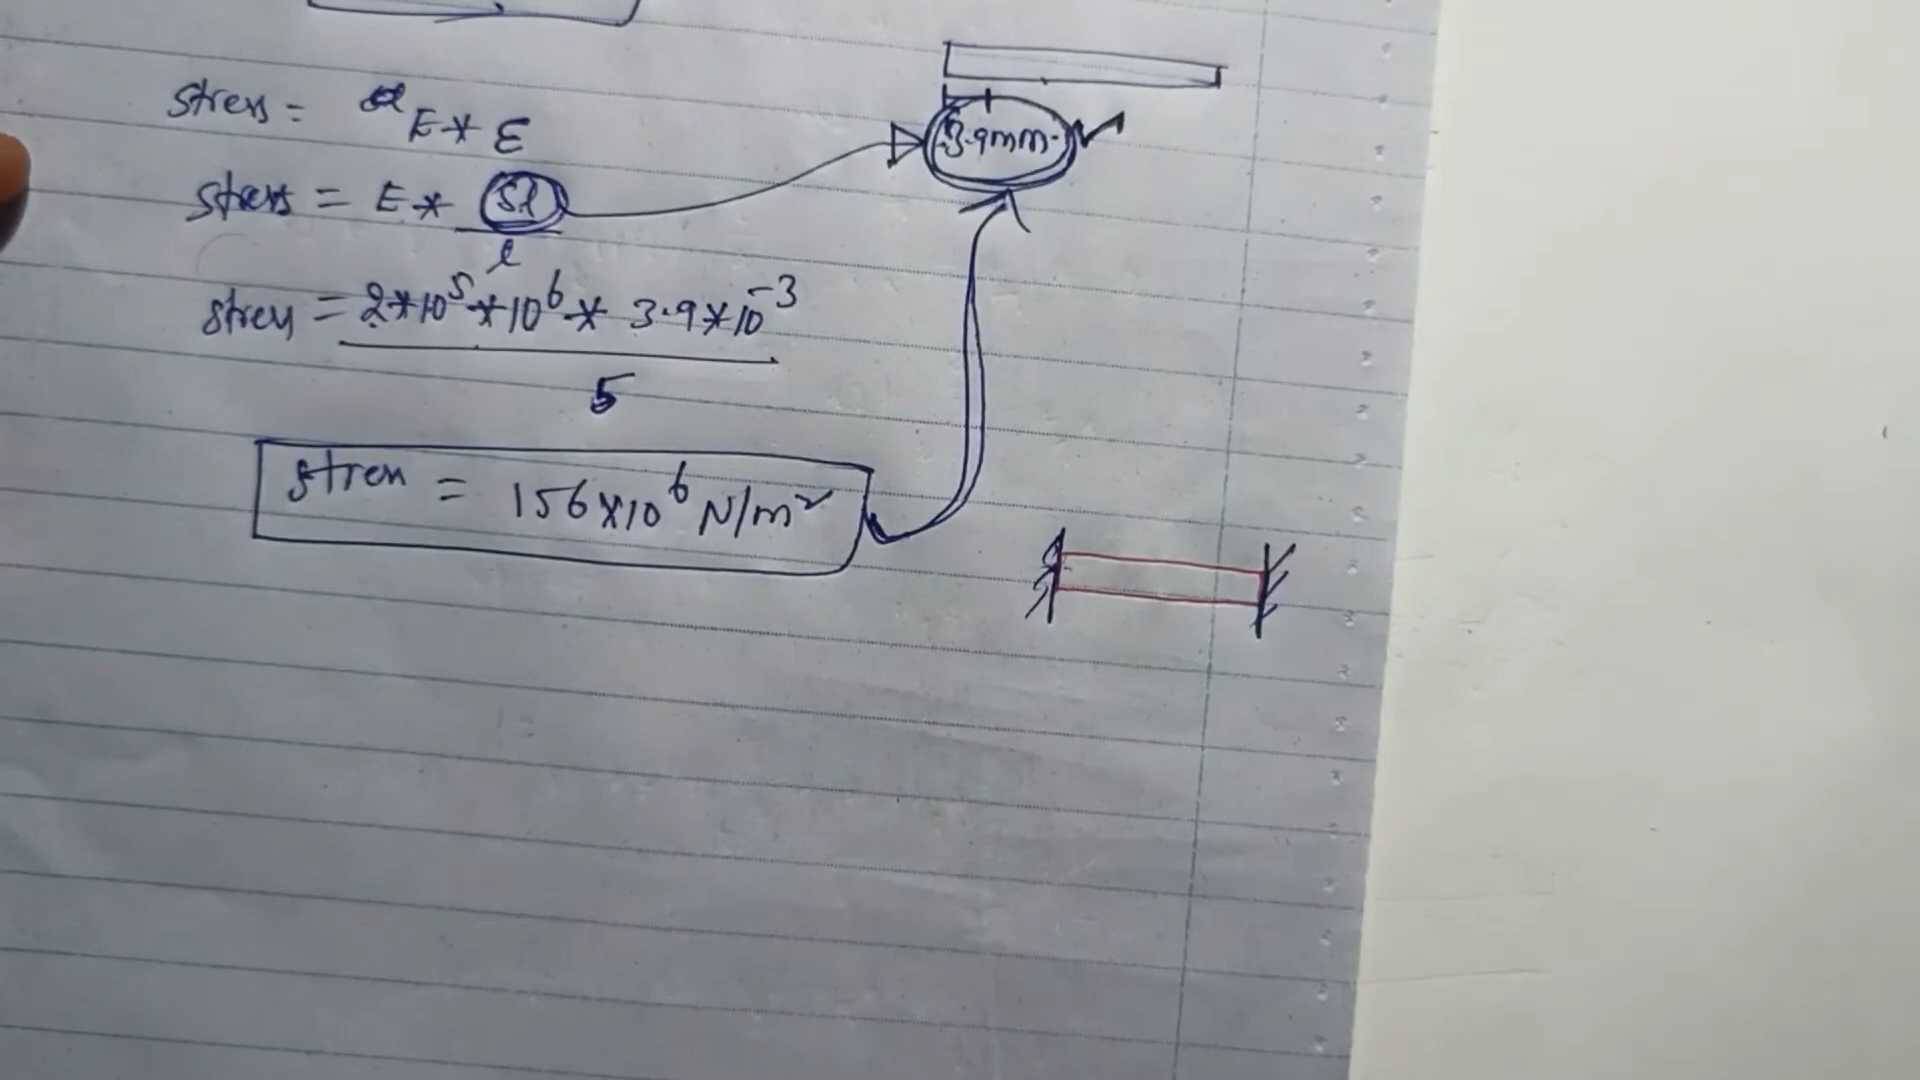 stress = E * ε
3.9mm
stress = E * δl
l
stress = 2*10^5 *10^6 * 3.9*10^-3
5
stress = 156×10^6 N/m²